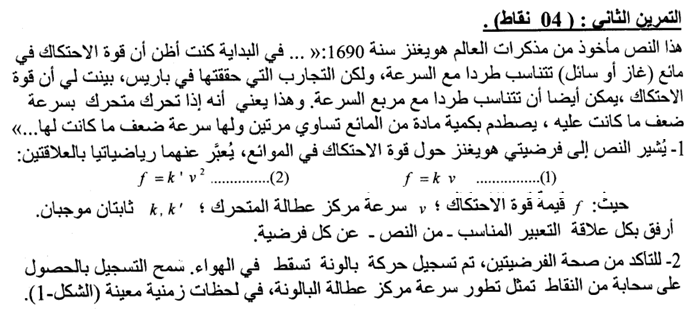 التمرين الثاني : ( 04 نقاط) .
هذا النص مأخوذ من مذكرات العالم هويغنز سنة 1690:« ... في البداية كنت أظن أن قوة الاحتكاك في
مائع (غاز أو سائل) تتناسب طردا مع السرعة، ولكن التجارب التي حققتها في باريس، بينت لي أن قوة
الاحتكاك ،يمكن أيضا أن تتناسب طردا مع مربع السرعة. وهذا يعني أنه إذا تحرك متحرك بسرعة
ضعف ما كانت عليه ، يصطدم بكمية مادة من المائع تساوي مرتين ولها سرعة ضعف ما كانت لها...»
1- يُشير النص إلى فرضيتي هويغنز حول قوة الاحتكاك في الموائع، يُعبَّر عنهما رياضياتيا بالعلاقتين:
f = k v ................(1) f = k ' v ² ..............(2)
حيث: f قيمة قوة الاحتكاك ؛ v سرعة مركز عطالة المتحرك ؛ k, k′ ثابتان موجبان.
أرفق بكل علاقة التعبير المناسب ـ من النص ـ عن كل فرضية.
2- للتأكد من صحة الفرضيتين، تم تسجيل حركة بالونة تسقط في الهواء. سمح التسجيل بالحصول
على سحابة من النقاط تمثل تطور سرعة مركز عطالة البالونة، في لحظات زمنية معينة (الشكل-1).